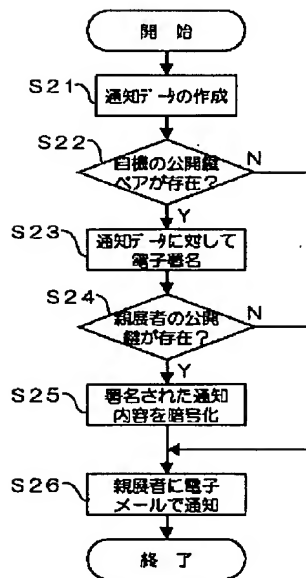 開始
S21
通知データの作成
S22
自機の公開鍵
ペアが存在？
N
Y
S23
通知データに対して
電子署名
S24
親展者の公開
鍵が存在？
N
Y
S25
署名された通知
内容を暗号化
S26
親展者に電子
メールで通知
終了